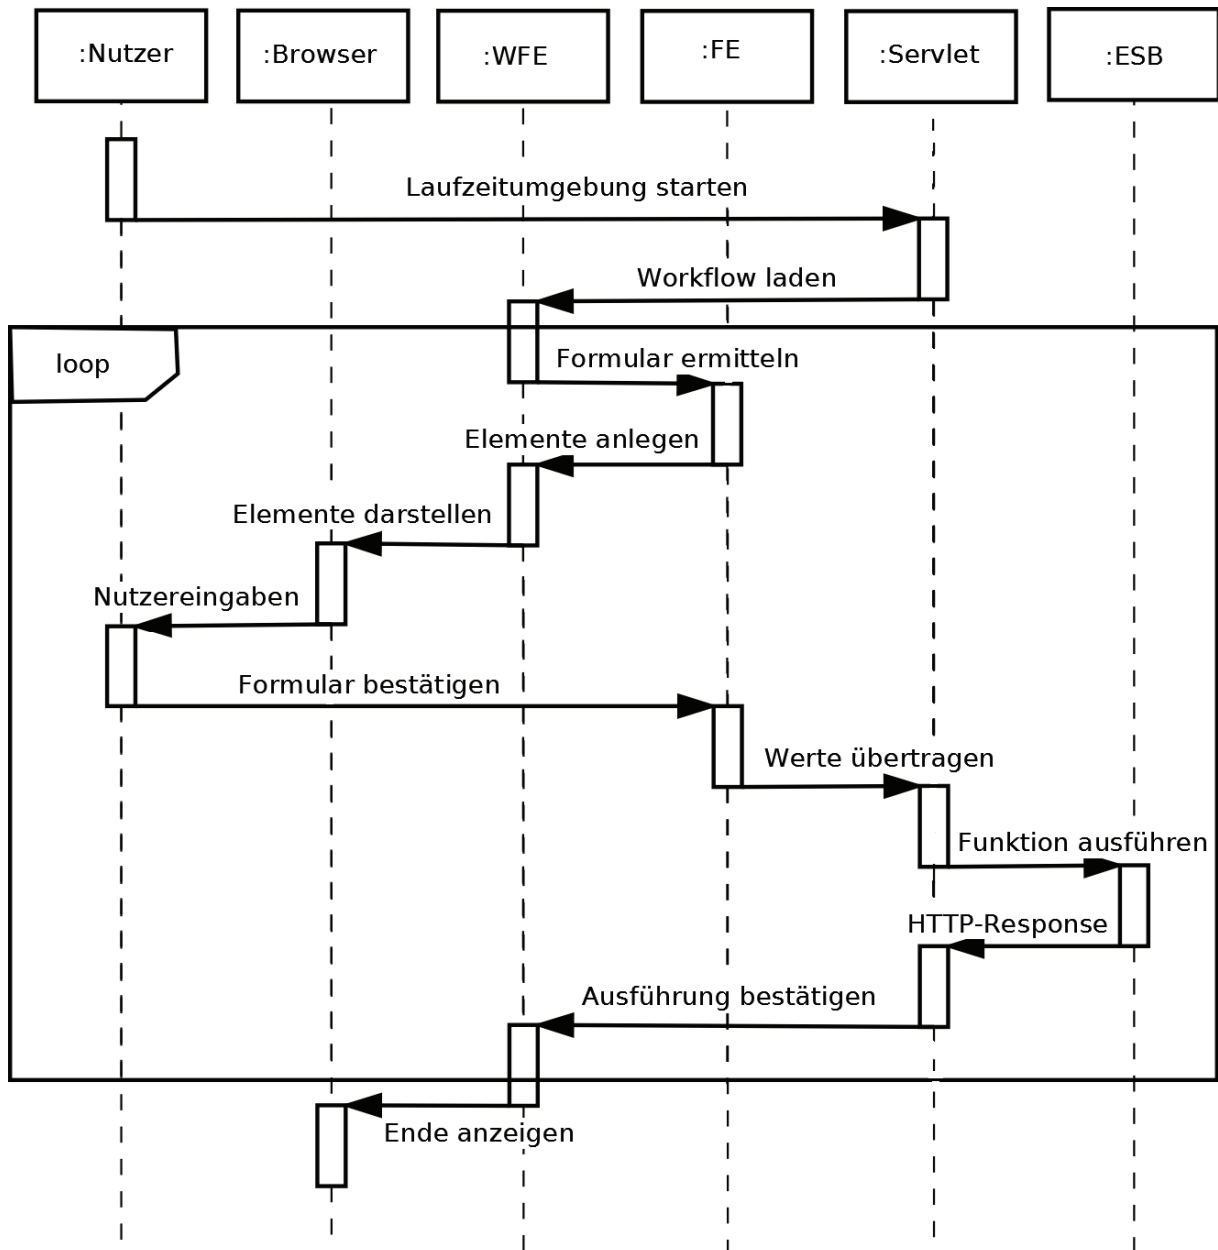 :Nutzer
:Browser
:WFE
:FE
:Servlet
:ESB
Laufzeitumgebung starten
Workflow laden
loop
Formular ermitteln
Elemente anlegen
Elemente darstellen
Nutzereingaben
Formular bestätigen
Werte übertragen
Funktion ausführen
HTTP-Response
Ausführung bestätigen
Ende anzeigen